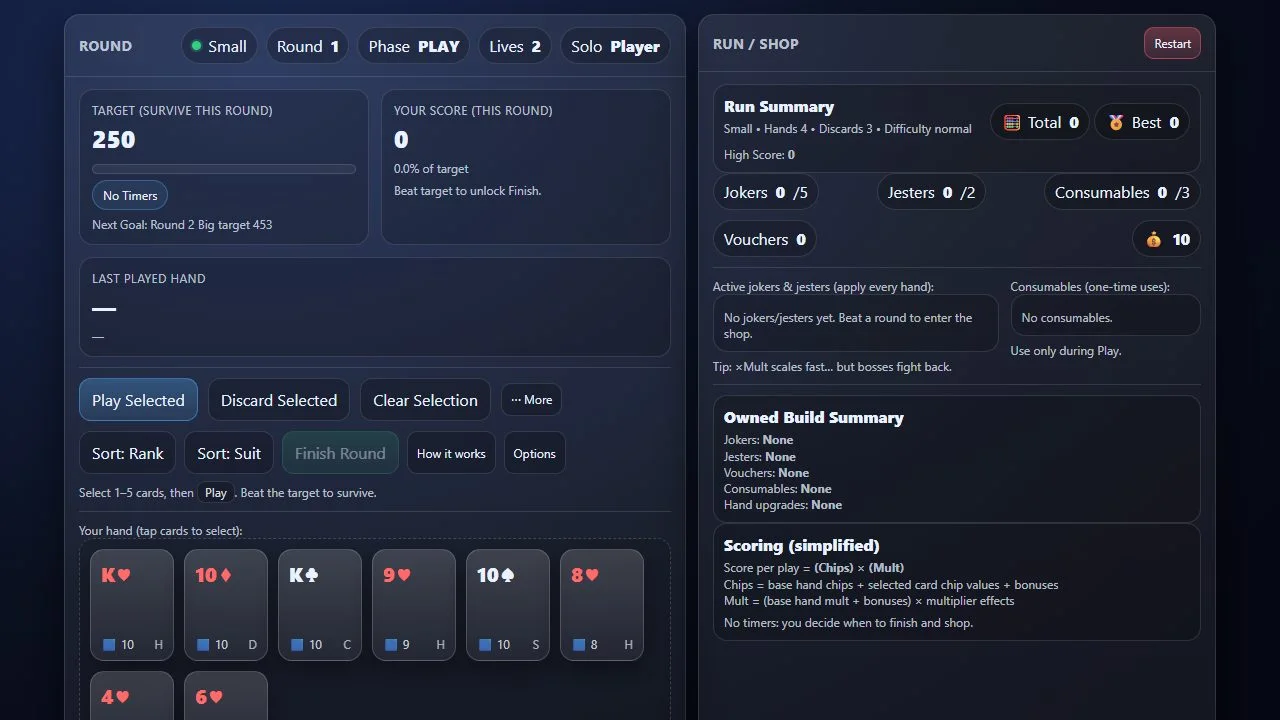 ROUND
Small
Round 1
Phase PLAY
Lives 2
Solo Player
TARGET (SURVIVE THIS ROUND)
250
No Timers
Next Goal: Round 2 Big target 453
YOUR SCORE (THIS ROUND)
0
0.0% of target
Beat target to unlock Finish.
LAST PLAYED HAND
—
—
Play Selected
Discard Selected
Clear Selection
··· More
Sort: Rank
Sort: Suit
Finish Round
How it works
Options
Select 1–5 cards, then Play. Beat the target to survive.
Your hand (tap cards to select):
K♥
10 H
10♦
10 D
K♣
10 C
9♥
9 H
10♠
10 S
8♥
8 H
4♥
6♥
RUN / SHOP
Restart
Run Summary
Small • Hands 4 • Discards 3 • Difficulty normal
High Score: 0
🧮 Total 0
🏅 Best 0
Jokers 0 /5
Jesters 0 /2
Consumables 0 /3
Vouchers 0
💰 10
Active jokers & jesters (apply every hand):
No jokers/jesters yet. Beat a round to enter the
shop.
Tip: ×Mult scales fast… but bosses fight back.
Consumables (one-time uses):
No consumables.
Use only during Play.
Owned Build Summary
Jokers: None
Jesters: None
Vouchers: None
Consumables: None
Hand upgrades: None
Scoring (simplified)
Score per play = (Chips) × (Mult)
Chips = base hand chips + selected card chip values + bonuses
Mult = (base hand mult + bonuses) × multiplier effects
No timers: you decide when to finish and shop.